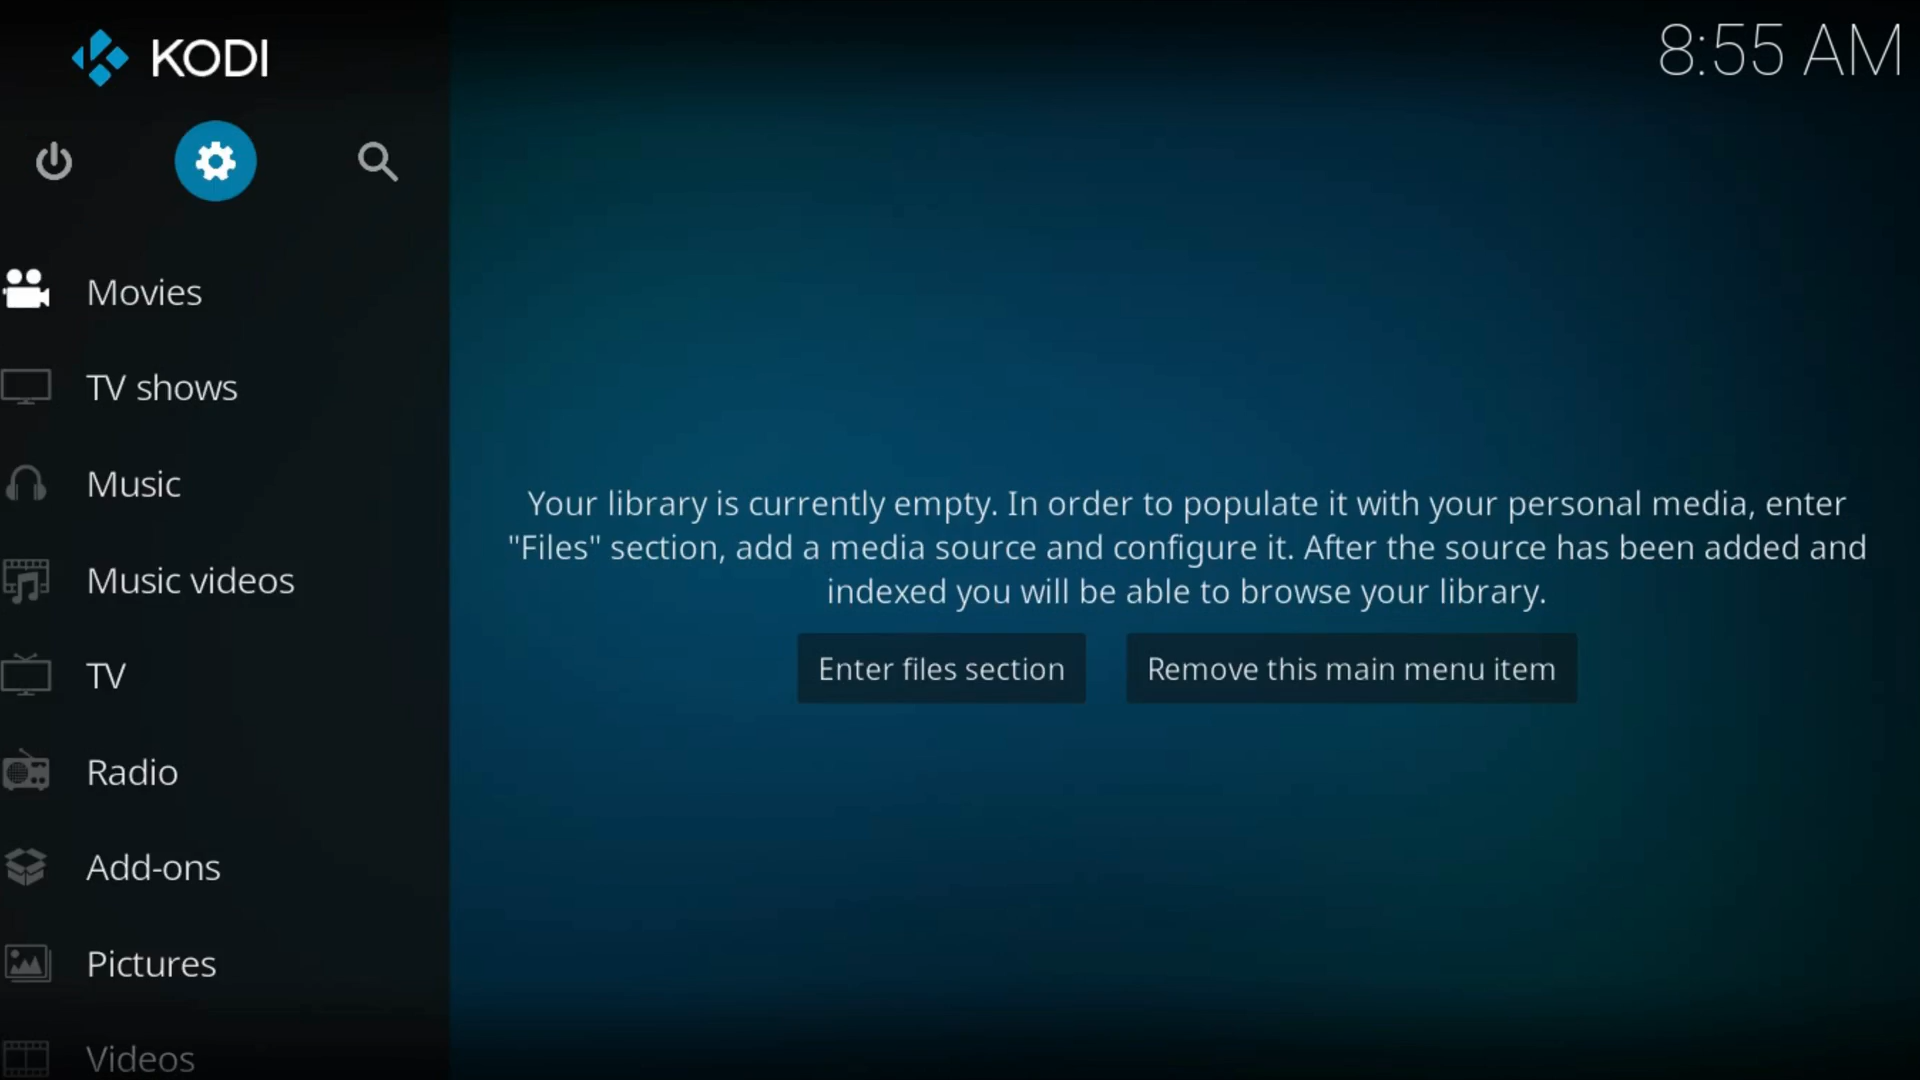 KODI
8:55 AM
Movies
TV shows
Music
Music videos
TV
Radio
Add-ons
Pictures
Videos
Your library is currently empty. In order to populate it with your personal media, enter
"Files" section, add a media source and configure it. After the source has been added and
indexed you will be able to browse your library.
Enter files section
Remove this main menu item